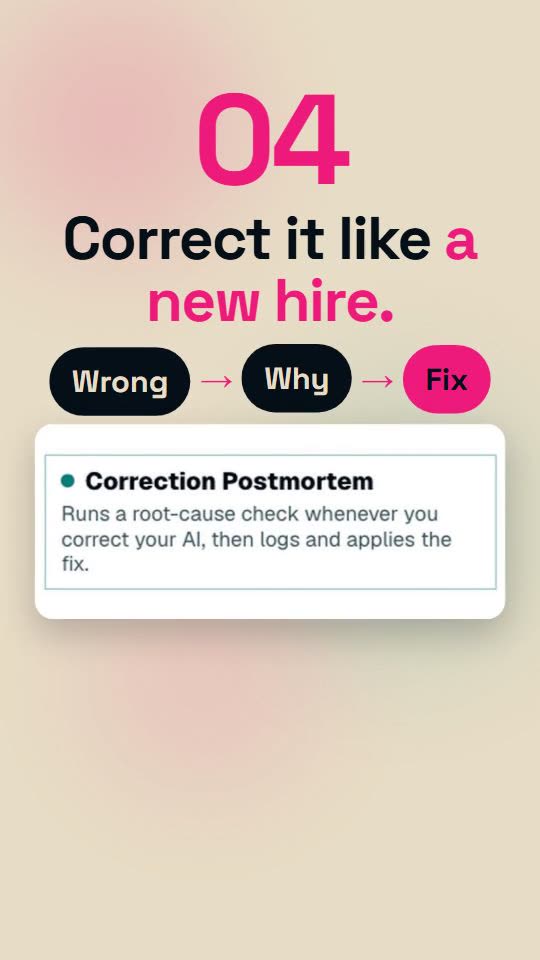 04
Correct it like a
new hire.
Wrong → Why → Fix
Correction Postmortem
Runs a root-cause check whenever you
correct your AI, then logs and applies the
fix.